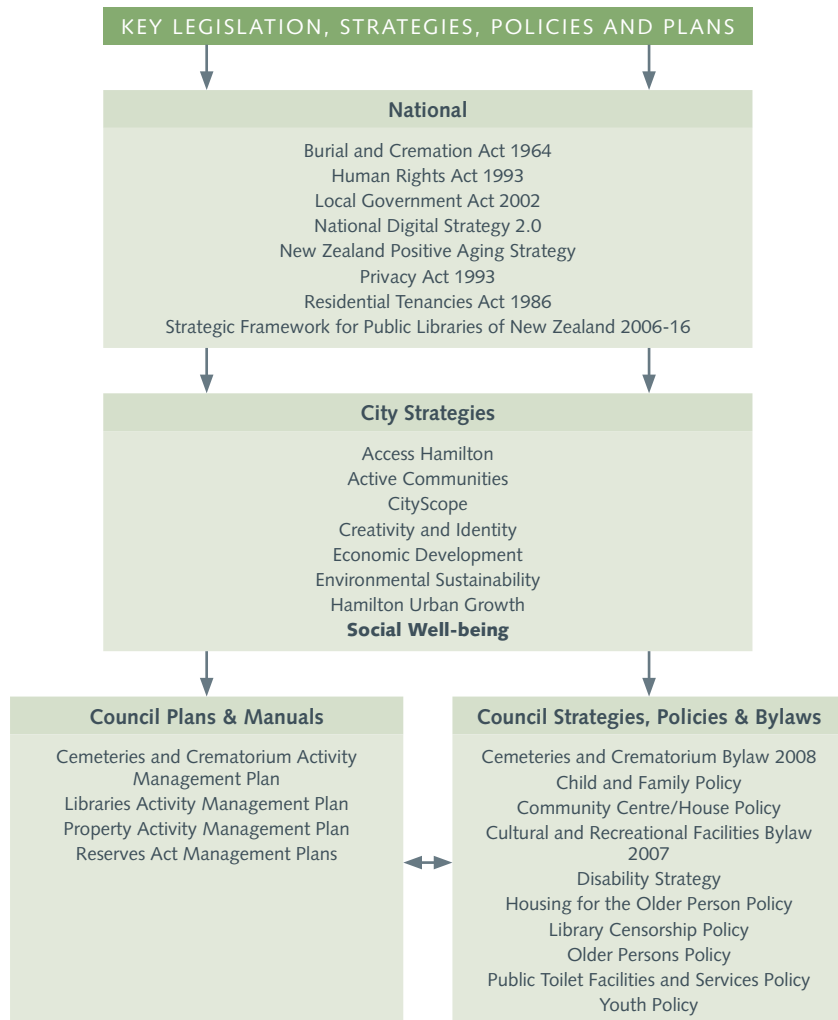 KEY LEGISLATION, STRATEGIES, POLICIES AND PLANS
National
Burial and Cremation Act 1964
Human Rights Act 1993
Local Government Act 2002
National Digital Strategy 2.0
New Zealand Positive Aging Strategy
Privacy Act 1993
Residential Tenancies Act 1986
Strategic Framework for Public Libraries of New Zealand 2006-16
City Strategies
Access Hamilton
Active Communities
CityScope
Creativity and Identity
Economic Development
Environmental Sustainability
Hamilton Urban Growth
Social Well-being
Council Plans & Manuals
Cemeteries and Crematorium Activity
Management Plan
Libraries Activity Management Plan
Property Activity Management Plan
Reserves Act Management Plans
Council Strategies, Policies & Bylaws
Cemeteries and Crematorium Bylaw 2008
Child and Family Policy
Community Centre/House Policy
Cultural and Recreational Facilities Bylaw
2007
Disability Strategy
Housing for the Older Person Policy
Library Censorship Policy
Older Persons Policy
Public Toilet Facilities and Services Policy
Youth Policy